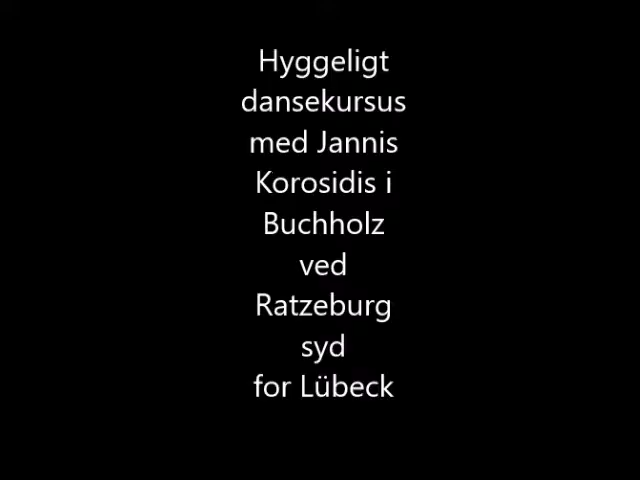 Hyggeligt
dansekursus
med Jannis
Korosidis i
Buchholz
ved
Ratzeburg
syd
for Lübeck